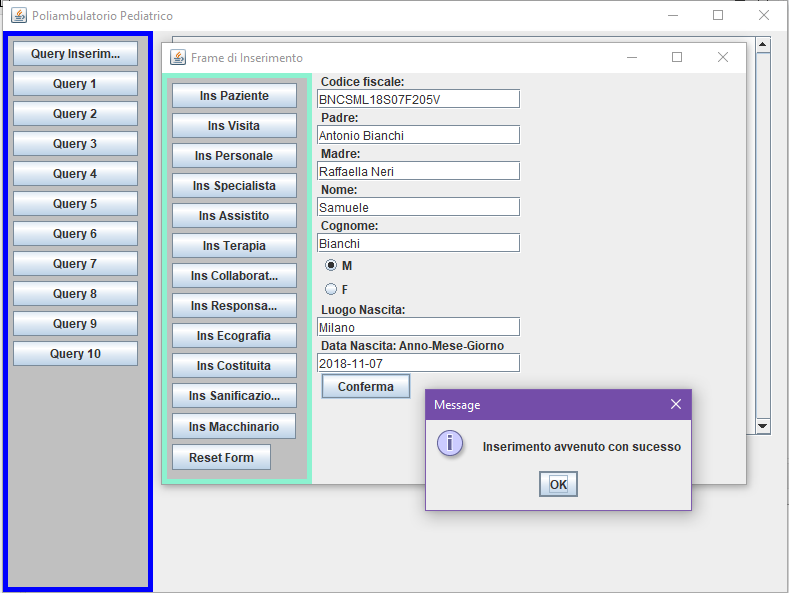 Poliambulatorio Pediatrico
Query Inserim...
Query 1
Query 2
Query 3
Query 4
Query 5
Query 6
Query 7
Query 8
Query 9
Query 10
Frame di Inserimento
Ins Paziente
Ins Visita
Ins Personale
Ins Specialista
Ins Assistito
Ins Terapia
Ins Collaborat...
Ins Responsa...
Ins Ecografia
Ins Costituita
Ins Sanificazio...
Ins Macchinario
Reset Form
Codice fiscale:
BNCSML18S07F205V
Padre:
Antonio Bianchi
Madre:
Raffaella Neri
Nome:
Samuele
Cognome:
Bianchi
M
F
Luogo Nascita:
Milano
Data Nascita: Anno-Mese-Giorno
2018-11-07
Conferma
Message
Inserimento avvenuto con sucesso
OK